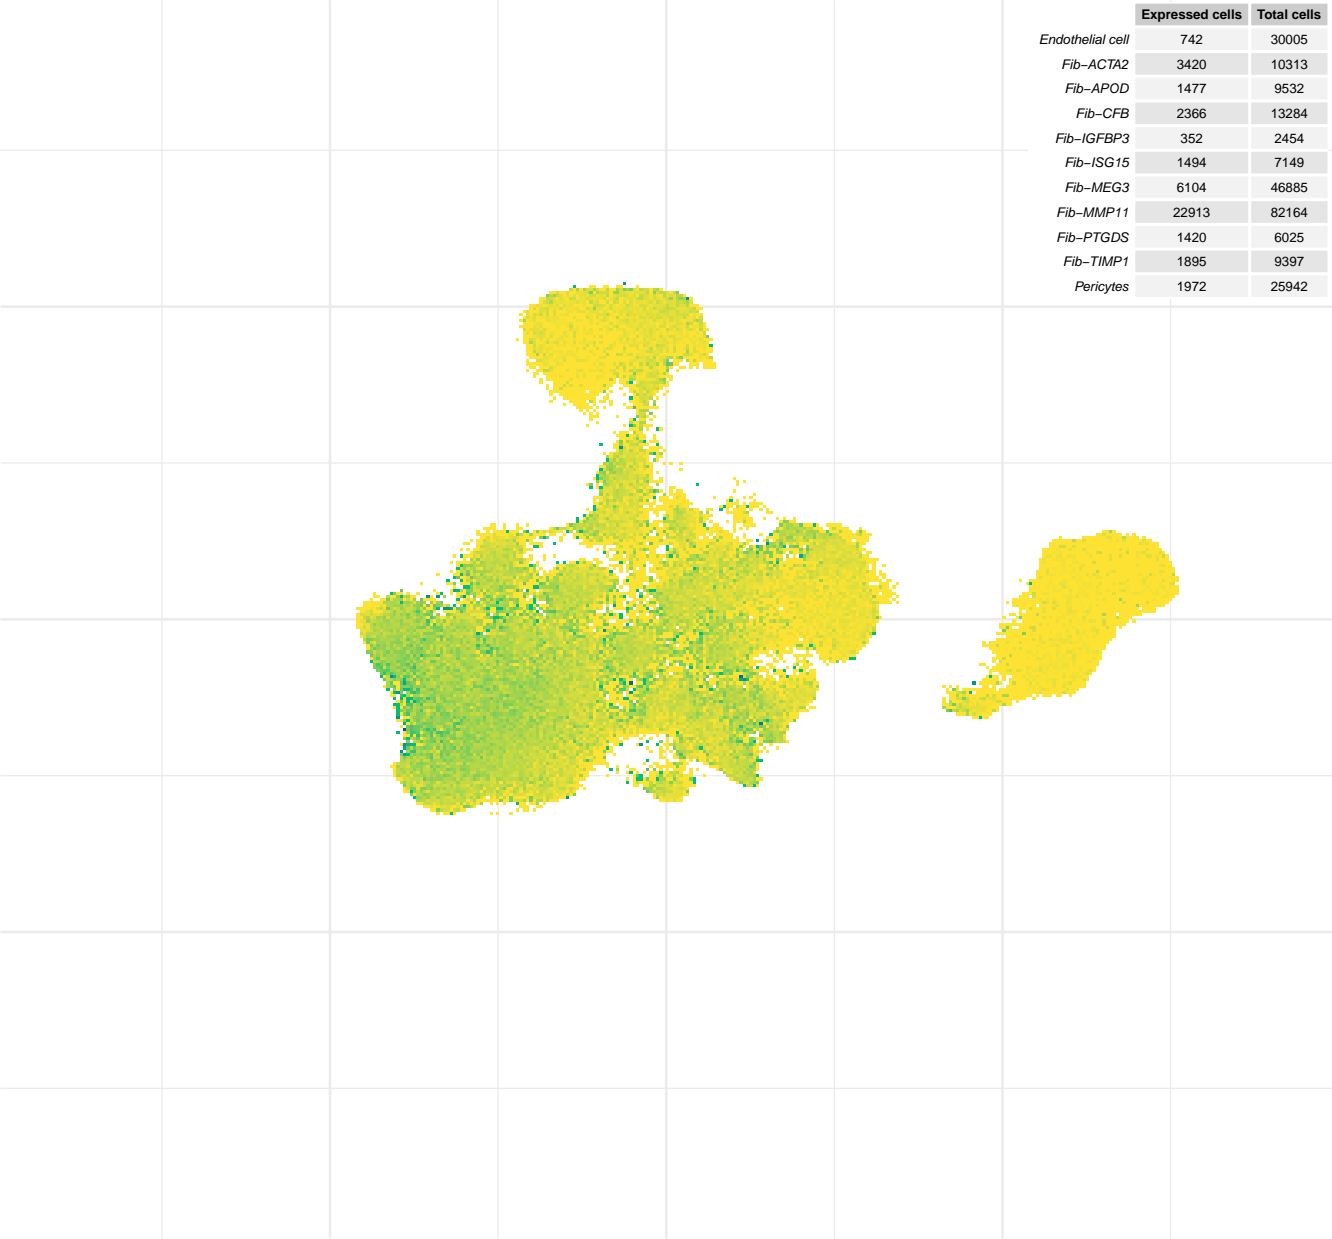 Expressed cells Total cells
Endothelial cell 742 30005
Fib−ACTA2 3420 10313
Fib−APOD 1477 9532
Fib−CFB 2366 13284
Fib−IGFBP3 352 2454
Fib−ISG15 1494 7149
Fib−MEG3 6104 46885
Fib−MMP11 22913 82164
Fib−PTGDS 1420 6025
Fib−TIMP1 1895 9397
Pericytes 1972 25942